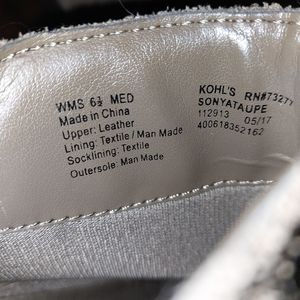 WMS 6½ MED
Made in China
Upper: Leather
Lining: Textile / Man Made
Socklining: Textile
Outersole: Man Made
KOHL'S RN#73277
SONYATAUPE
112913 05/17
400618352162